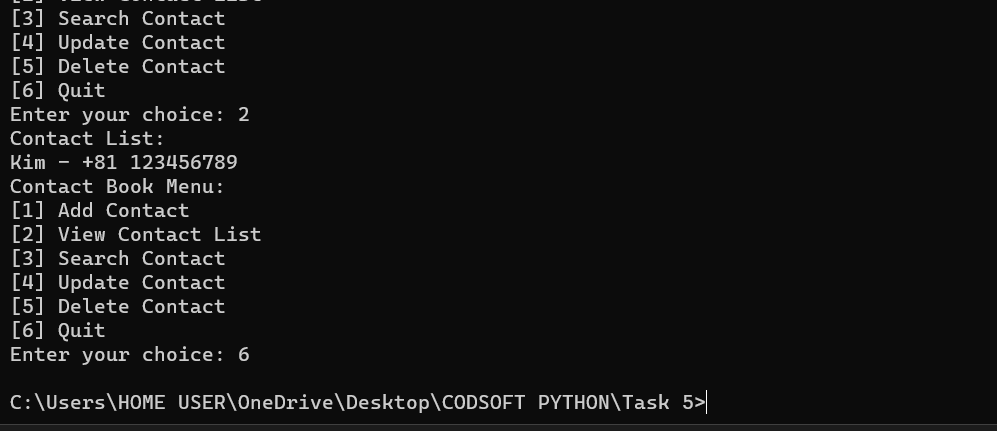 [3] Search Contact
[4] Update Contact
[5] Delete Contact
[6] Quit
Enter your choice: 2
Contact List:
Kim - +81 123456789
Contact Book Menu:
[1] Add Contact
[2] View Contact List
[3] Search Contact
[4] Update Contact
[5] Delete Contact
[6] Quit
Enter your choice: 6
C:\Users\HOME USER\OneDrive\Desktop\CODSOFT PYTHON\Task 5>